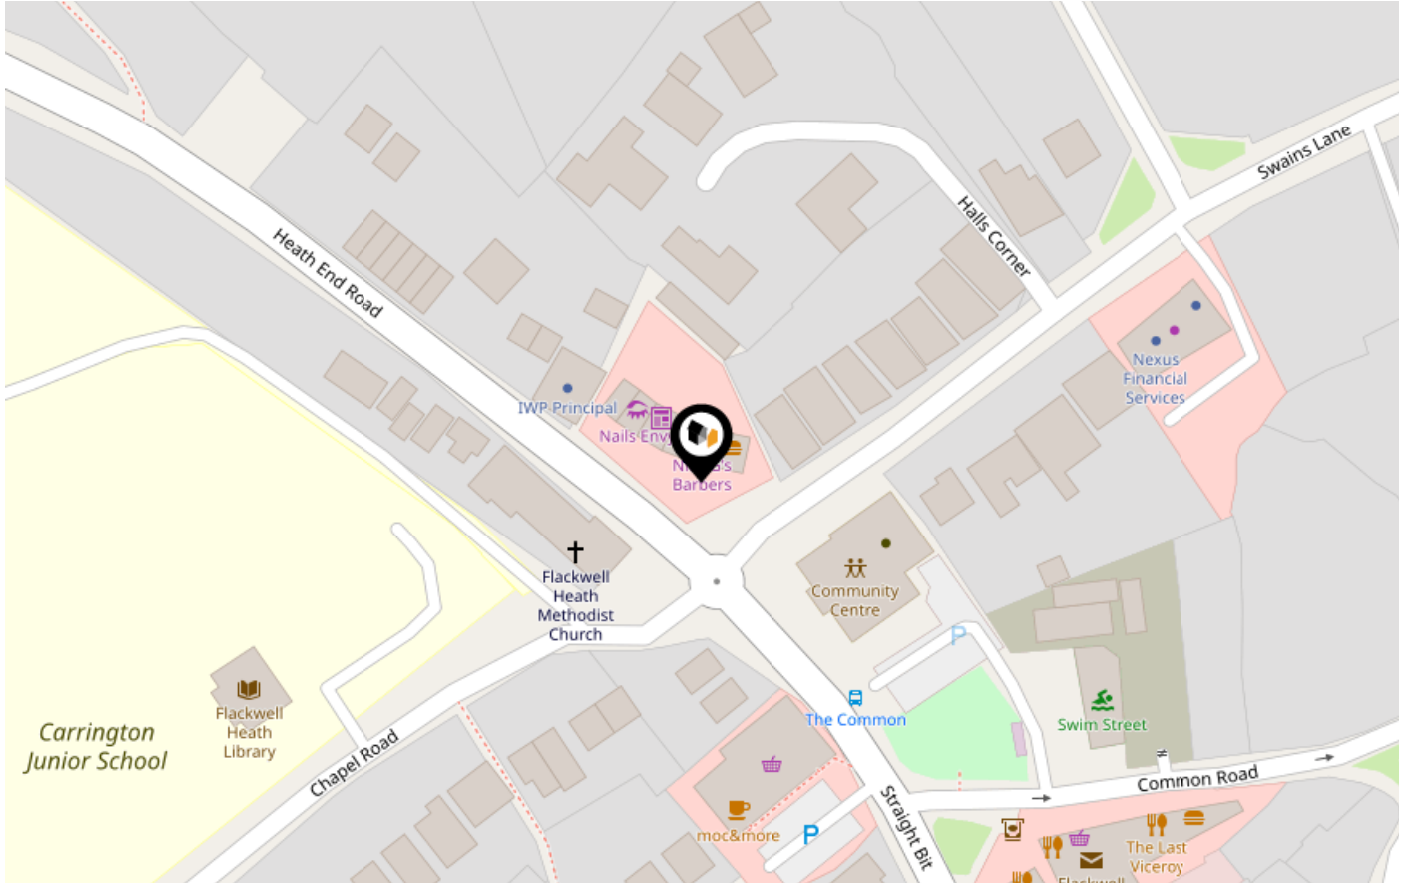 Swains Lane
Halls Corner
Heath End Road
Nexus
Financial
Services
IWP Principal
Nails Envy
Barbers
Flackwell
Heath
Methodist
Church
Community
Centre
P
Flackwell
Heath
Library
The Common
Swim Street
Carrington
Junior School
Chapel Road
Common Road
Straight Bit
moc&more
P
The Last
Viceroy
Flackwell